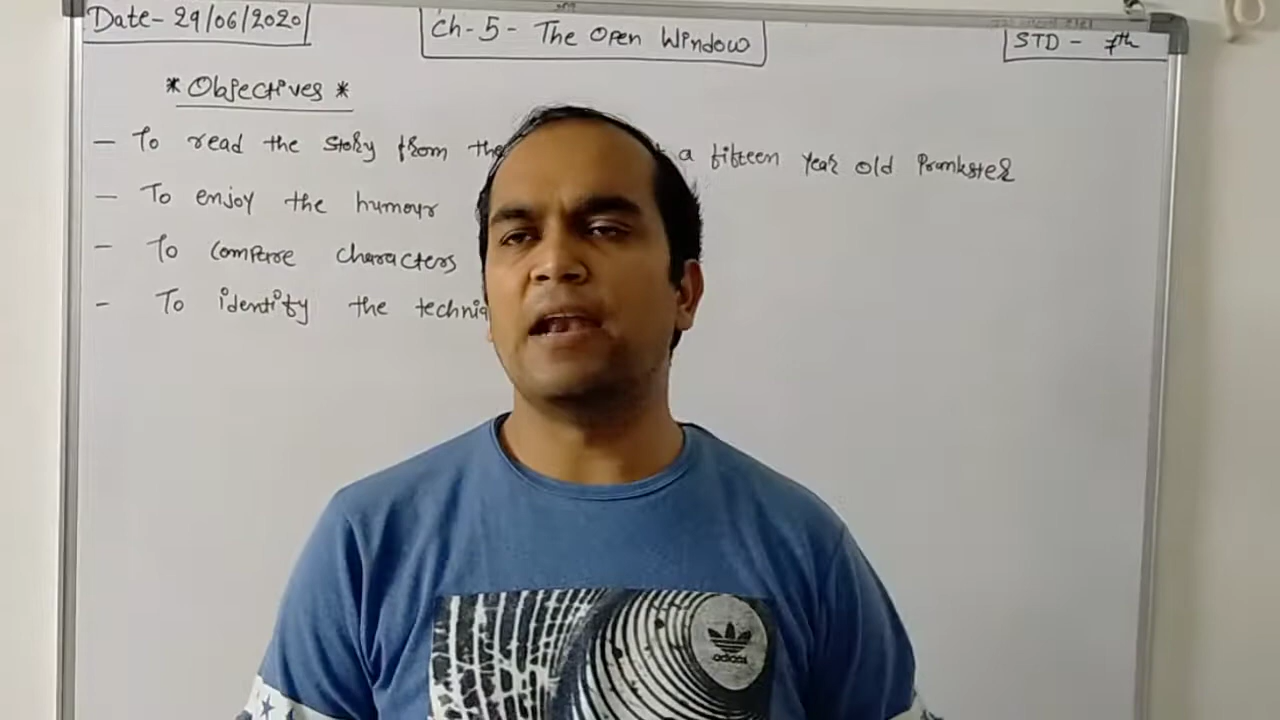 Date- 29/06/2020
Ch-5- The Open Window
STD - 7th
* Objectives *
- To read the story from the a fifteen year old Prankster
- To enjoy the humour
- To compare characters
- To identify the
adidas